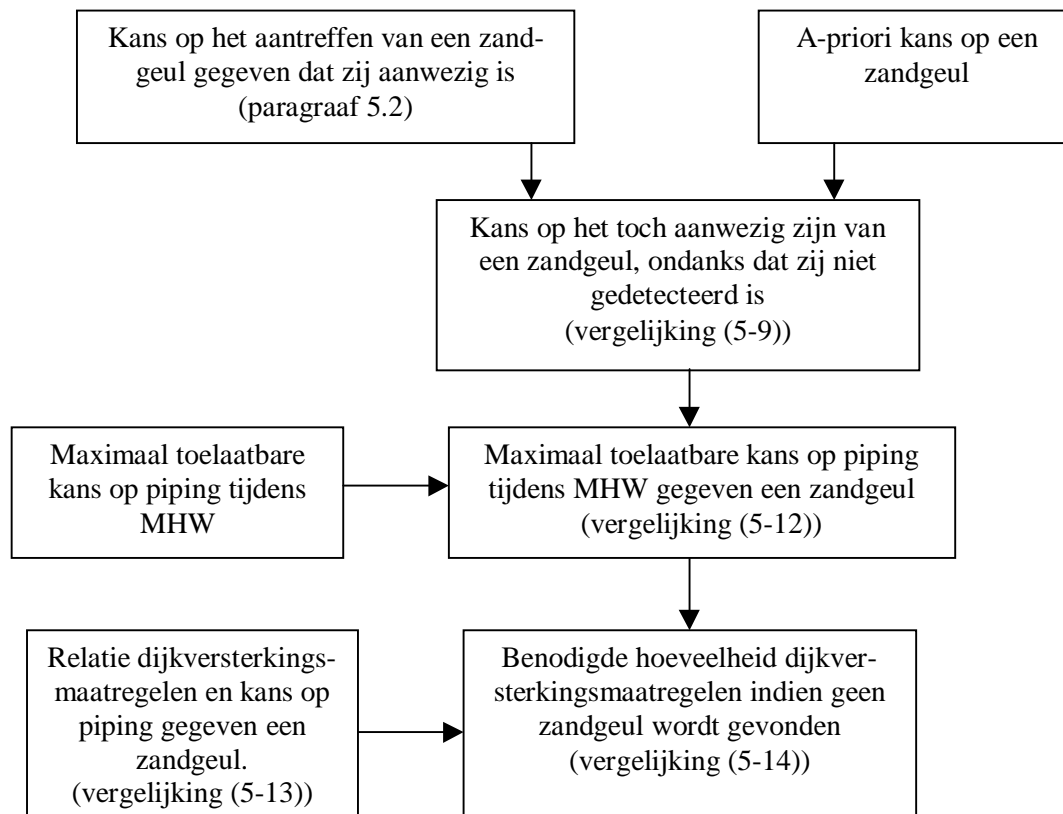 Kans op het aantreffen van een zand-
geul gegeven dat zij aanwezig is
(paragraaf 5.2)
A-priori kans op een
zandgeul
Kans op het toch aanwezig zijn van
een zandgeul, ondanks dat zij niet
gedetecteerd is
(vergelijking (5-9))
Maximaal toelaatbare
kans op piping tijdens
MHW
Maximaal toelaatbare kans op piping
tijdens MHW gegeven een zandgeul
(vergelijking (5-12))
Relatie dijkversterkings-
maatregelen en kans op
piping gegeven een
zandgeul.
(vergelijking (5-13))
Benodigde hoeveelheid dijkver-
sterkingsmaatregelen indien geen
zandgeul wordt gevonden
(vergelijking (5-14))